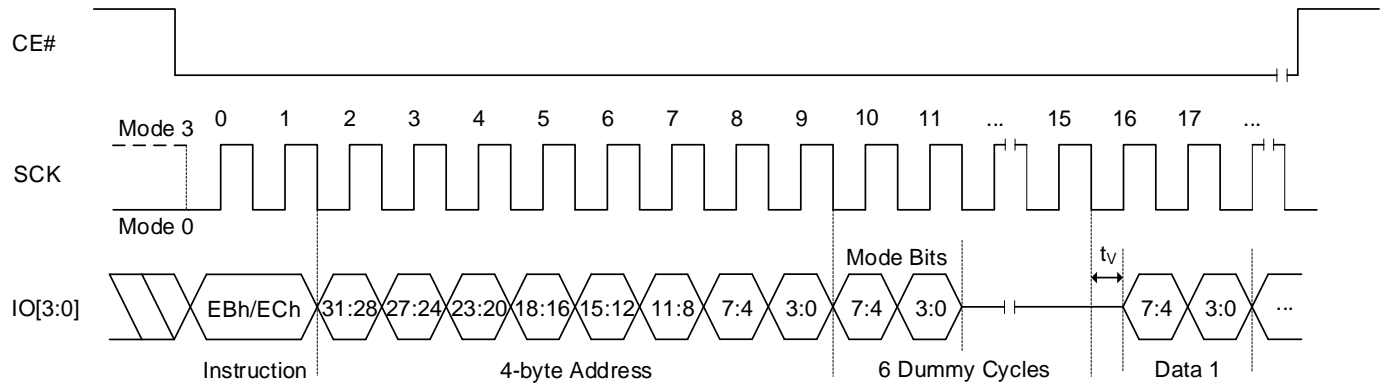 CE#
Mode 3 0 1 2 3 4 5 6 7 8 9 10 11 ... 15 16 17 ...
SCK
Mode 0
Mode Bits tV
IO[3:0] EBh/ECh 31:28 27:24 23:20 18:16 15:12 11:8 7:4 3:0 7:4 3:0 7:4 3:0 ...
Instruction 4-byte Address 6 Dummy Cycles Data 1